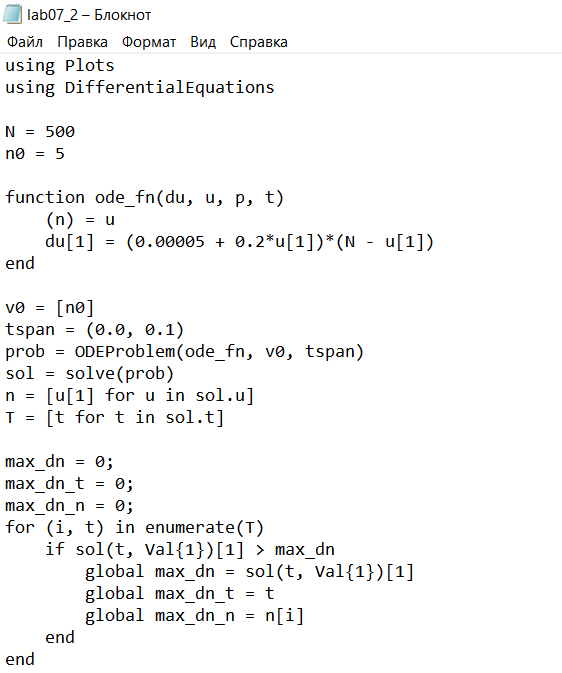 lab07_2 – Блокнот
Файл Правка Формат Вид Справка
using Plots
using DifferentialEquations

N = 500
n0 = 5

function ode_fn(du, u, p, t)
    (n) = u
    du[1] = (0.00005 + 0.2*u[1])*(N - u[1])
end

v0 = [n0]
tspan = (0.0, 0.1)
prob = ODEProblem(ode_fn, v0, tspan)
sol = solve(prob)
n = [u[1] for u in sol.u]
T = [t for t in sol.t]

max_dn = 0;
max_dn_t = 0;
max_dn_n = 0;
for (i, t) in enumerate(T)
    if sol(t, Val{1})[1] > max_dn
        global max_dn = sol(t, Val{1})[1]
        global max_dn_t = t
        global max_dn_n = n[i]
    end
end